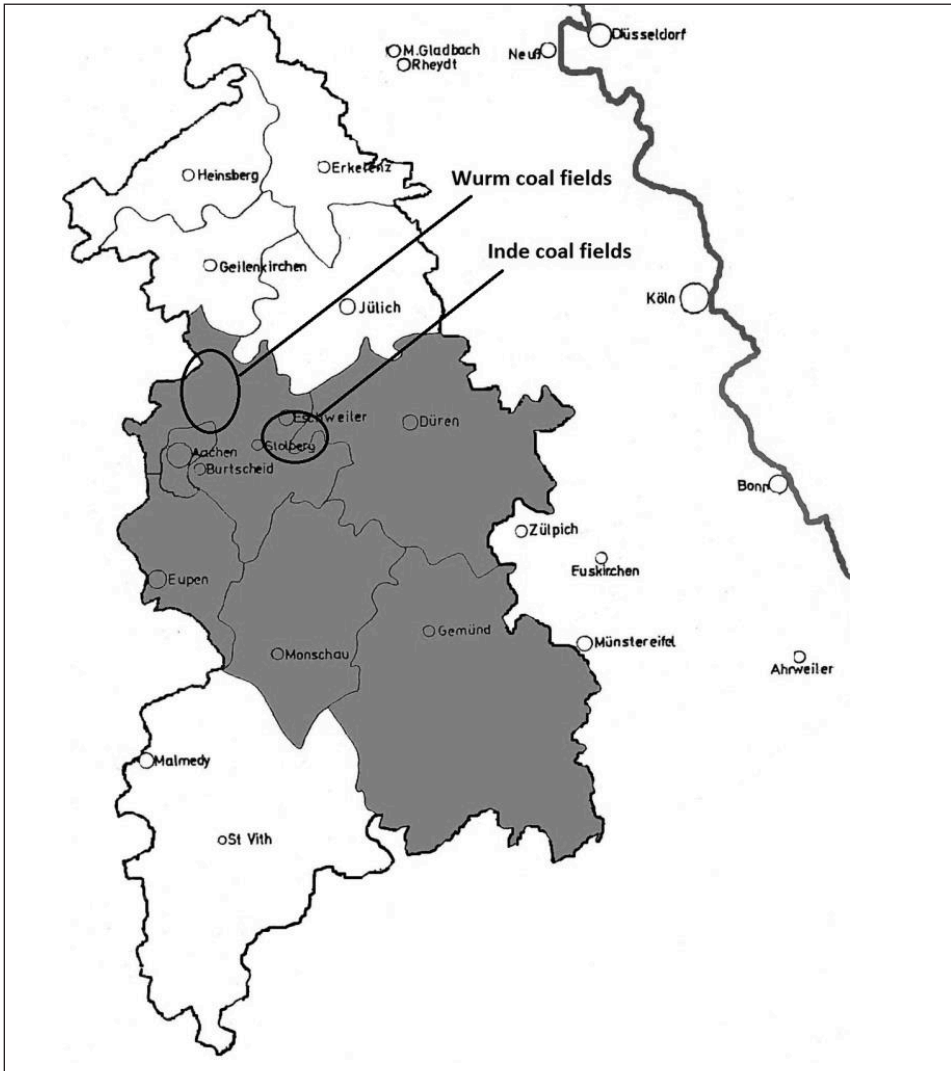 Düsseldorf
M.Gladbach
Neuß
Rheydt
Heinsberg
Erkelenz
Wurm coal fields
Inde coal fields
Geilenkirchen
Jülich
Köln
Eschweiler
Düren
Stolberg
Aachen
Burtscheid
Bonn
Zülpich
Euskirchen
Eupen
Gemünd
Münstereifel
Monschau
Ahrweiler
Malmedy
St Vith